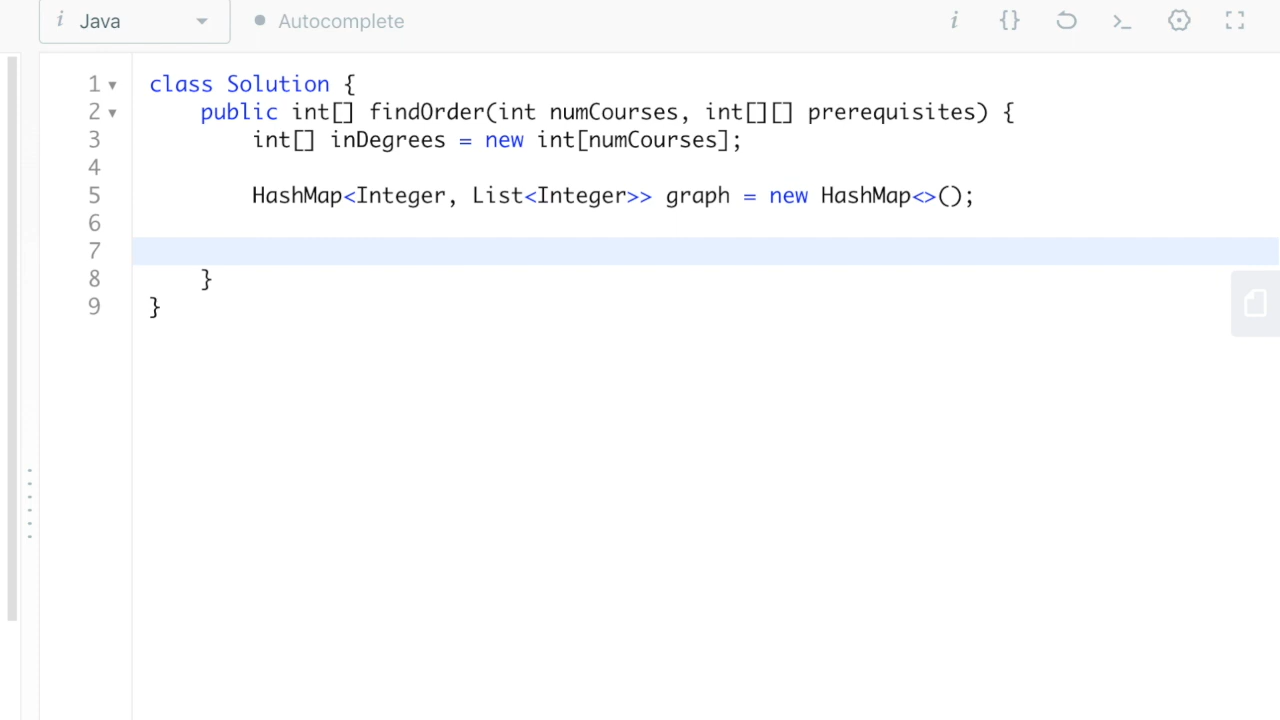 i Java Autocomplete i {} >_
1 class Solution {
2 public int[] findOrder(int numCourses, int[][] prerequisites) {
3 int[] inDegrees = new int[numCourses];
4
5 HashMap<Integer, List<Integer>> graph = new HashMap<>();
6
7
8 }
9 }